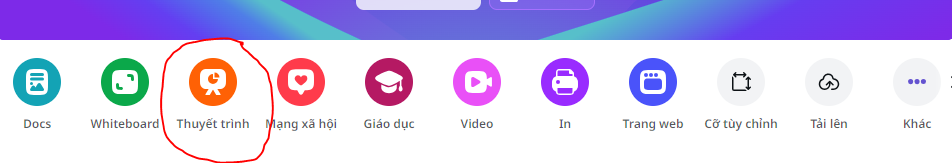 Docs
Whiteboard
Thuyết trình
Mạng xã hội
Giáo dục
Video
In
Trang web
Cỡ tùy chỉnh
Tải lên
Khác